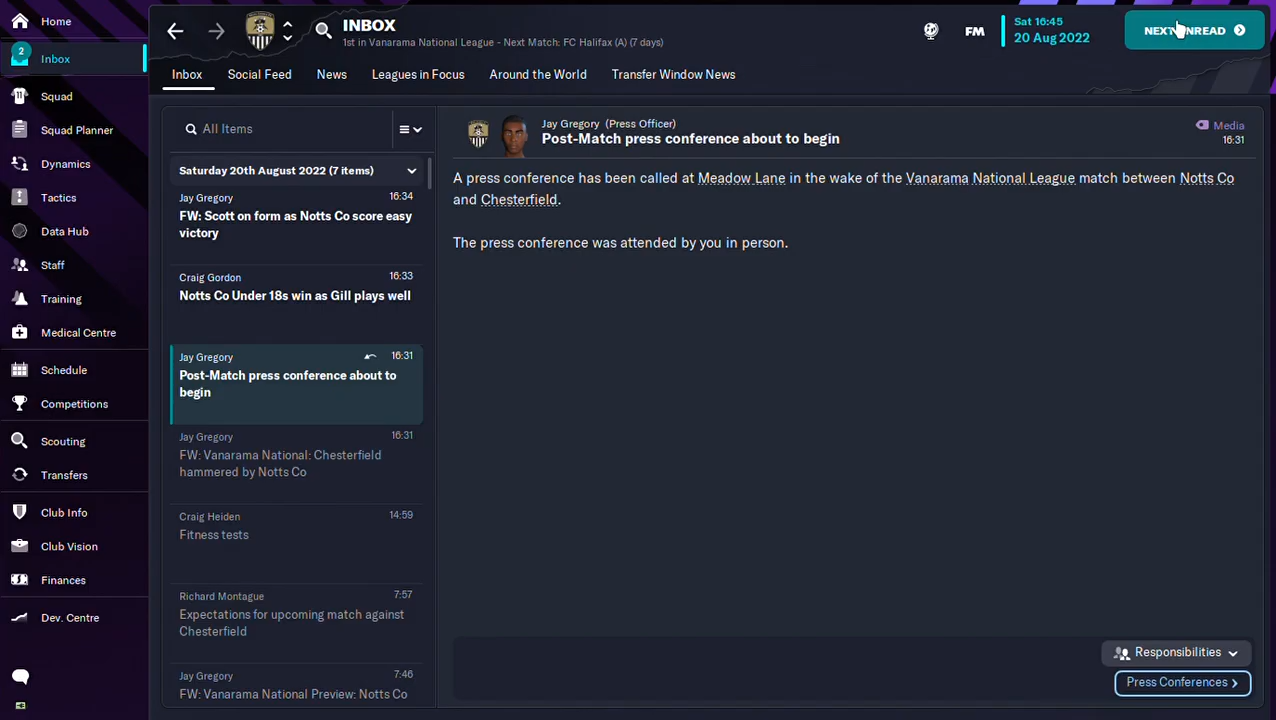 Home
2
Inbox
Squad
Squad Planner
Dynamics
Tactics
Data Hub
Staff
Training
Medical Centre
Schedule
Competitions
Scouting
Transfers
Club Info
Club Vision
Finances
Dev. Centre
INBOX
1st in Vanarama National League - Next Match: FC Halifax (A) (7 days)
FM
Sat 16:45
20 Aug 2022
NEXT UNREAD
Inbox
Social Feed
News
Leagues in Focus
Around the World
Transfer Window News
All Items
Saturday 20th August 2022 (7 items)
Jay Gregory 16:34
FW: Scott on form as Notts Co score easy
victory
Craig Gordon 16:33
Notts Co Under 18s win as Gill plays well
Jay Gregory 16:31
Post-Match press conference about to
begin
Jay Gregory 16:31
FW: Vanarama National: Chesterfield
hammered by Notts Co
Craig Heiden 14:59
Fitness tests
Richard Montague 7:57
Expectations for upcoming match against
Chesterfield
Jay Gregory 7:46
FW: Vanarama National Preview: Notts Co
Jay Gregory (Press Officer)
Post-Match press conference about to begin
Media
16:31
A press conference has been called at Meadow Lane in the wake of the Vanarama National League match between Notts Co
and Chesterfield.
The press conference was attended by you in person.
Responsibilities
Press Conferences